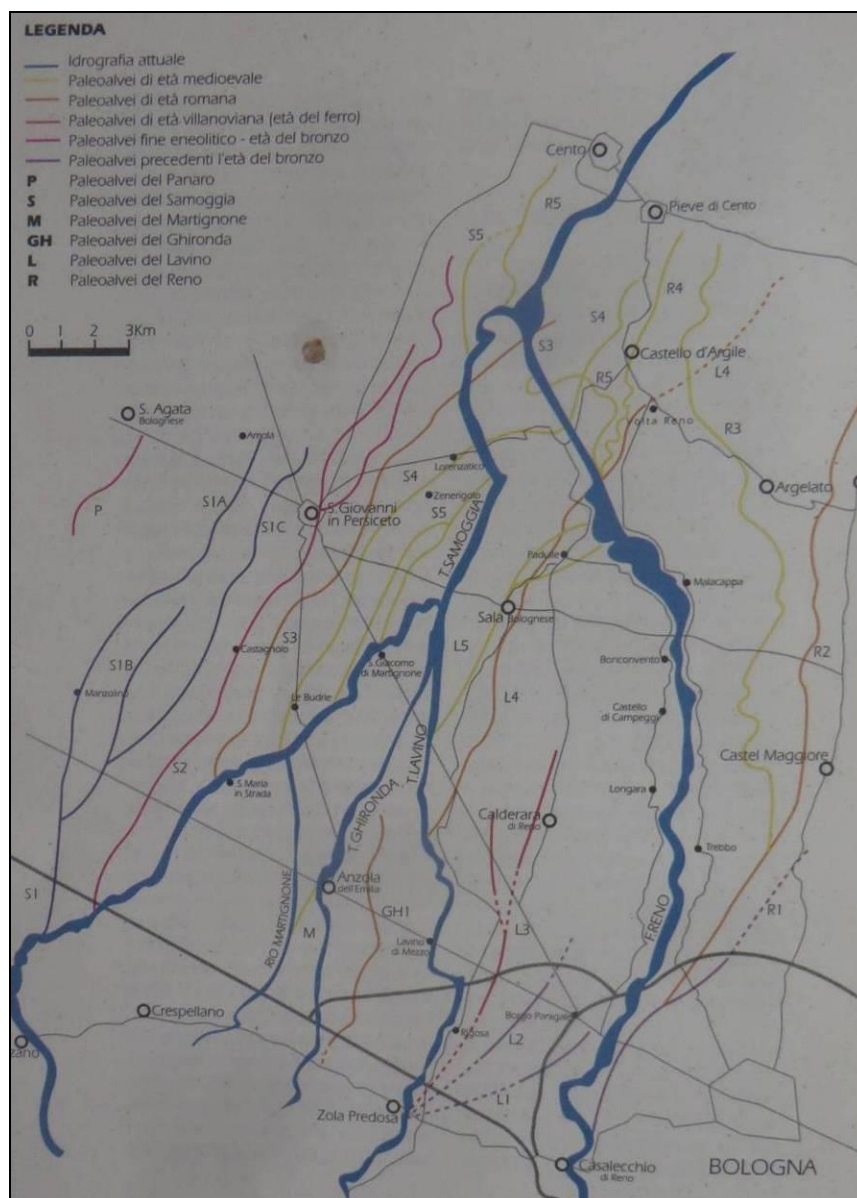 LEGENDA
Idrografia attuale
Paleoalvei di età medioevale
Paleoalvei di età romana
Paleoalvei di età villanoviana (età del ferro)
Paleoalvei fine eneolitico - età del bronzo
Paleoalvei precedenti l'età del bronzo
P Paleoalvei del Panaro
S Paleoalvei del Samoggia
M Paleoalvei del Martignone
GH Paleoalvei del Ghironda
L Paleoalvei del Lavino
R Paleoalvei del Reno
0 1 2 3Km
Cento
R5
Pieve di Cento
S5
R4
S4
S3
Castello d'Argile
R5
L4
S. Agata
Bolognese
Volta Reno
R3
Lorenzatico
S4
Argelato
P
S1A
S1C
Zenerigolo
S5
S.Giovanni
in Persiceto
T.SAMOGGIA
Padulle
Malacappa
Sala Bolognese
S3
S1B
Castagnolo
L5
R2
S.Giacomo
di Martignone
Bonconvento
Manzolino
Le Budrie
L4
Castello
di Campeggi
S2
T.LAVINO
Castel Maggiore
S. Maria
in Strada
T. GHIRONDA
Longara
Calderara
di Reno
Trebbo
S1
Anzola
dell'Emilia
GH1
R1
RIO MARTIGNONE
M
L3
F.RENO
Lavino
di Mezzo
Crespellano
Borgo Panigale
Rigosa
L2
zano
L1
Zola Predosa
Casalecchio
di Reno
BOLOGNA